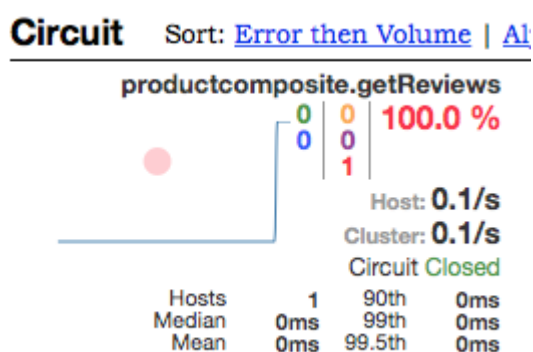 Circuit Sort: Error then Volume | Al
productcomposite.getReviews
0 0 100.0 %
0 0
1
Host: 0.1/s
Cluster: 0.1/s
Circuit Closed
Hosts 1 90th 0ms
Median 0ms 99th 0ms
Mean 0ms 99.5th 0ms